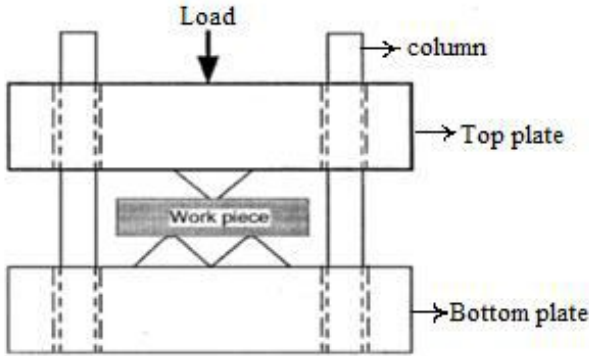 Load
column
Top plate
Work piece
Bottom plate